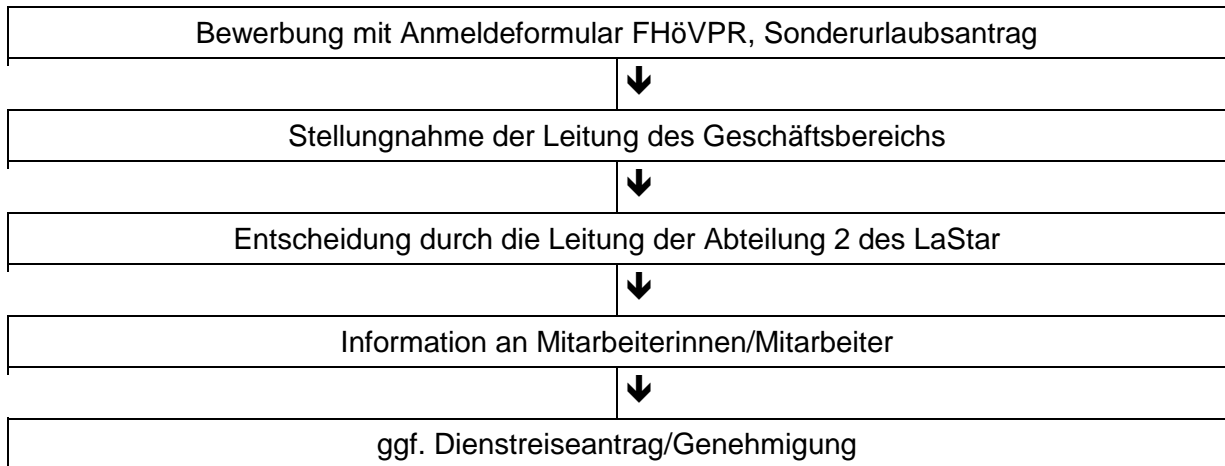 Bewerbung mit Anmeldeformular FHöVPR, Sonderurlaubsantrag
Stellungnahme der Leitung des Geschäftsbereichs
Entscheidung durch die Leitung der Abteilung 2 des LaStar
Information an Mitarbeiterinnen/Mitarbeiter
ggf. Dienstreiseantrag/Genehmigung